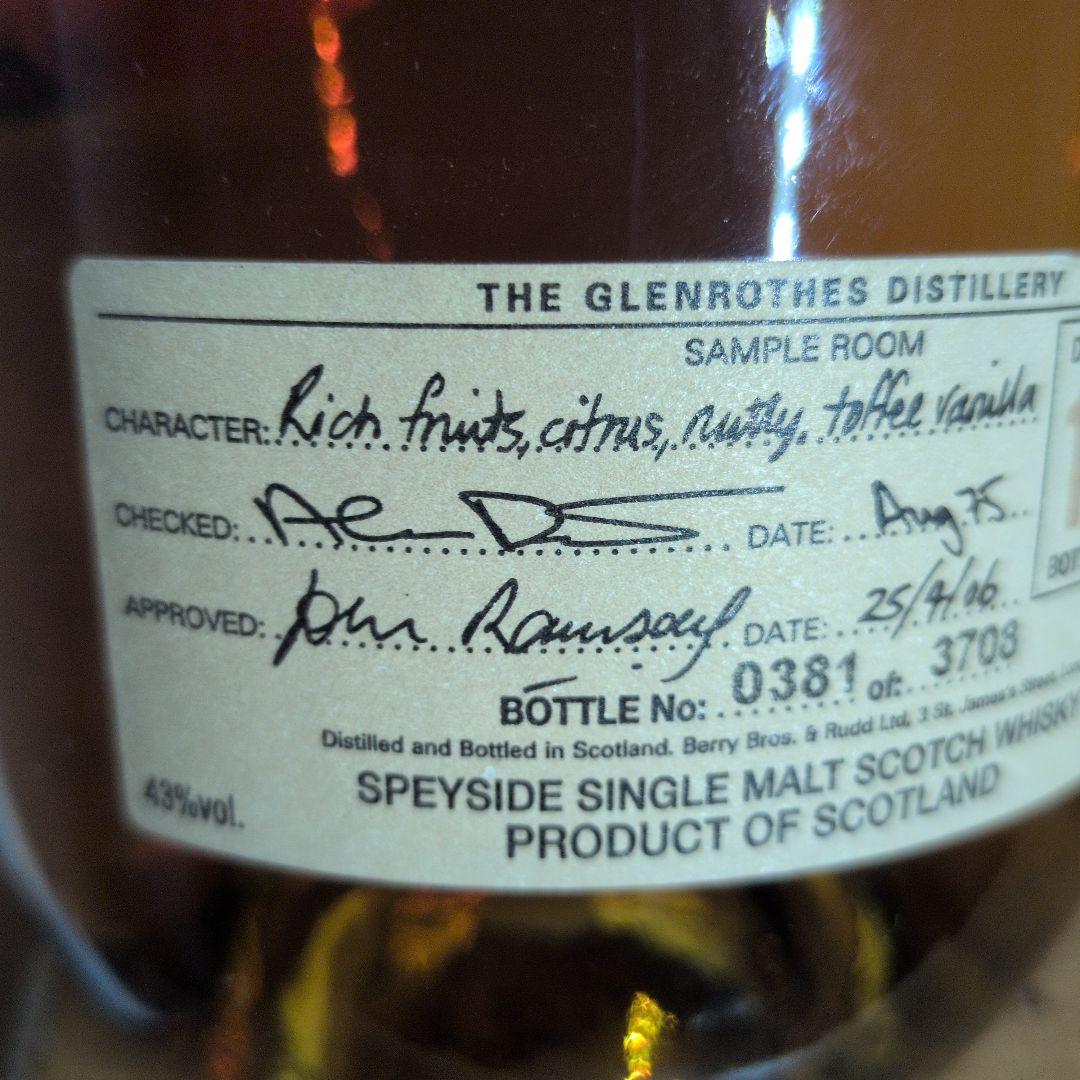 THE GLENROTHES DISTILLERY
SAMPLE ROOM
CHARACTER: Rich fruits, citrus, nutty, toffee vanilla
CHECKED: DATE: Aug. 75
APPROVED: John Ramsay DATE: 25/4/06
BOTTLE No: 0381 of: 3708
Distilled and Bottled in Scotland. Berry Bros. & Rudd Ltd, 3 St. James's Street,
43%vol. SPEYSIDE SINGLE MALT SCOTCH WHISKY
PRODUCT OF SCOTLAND